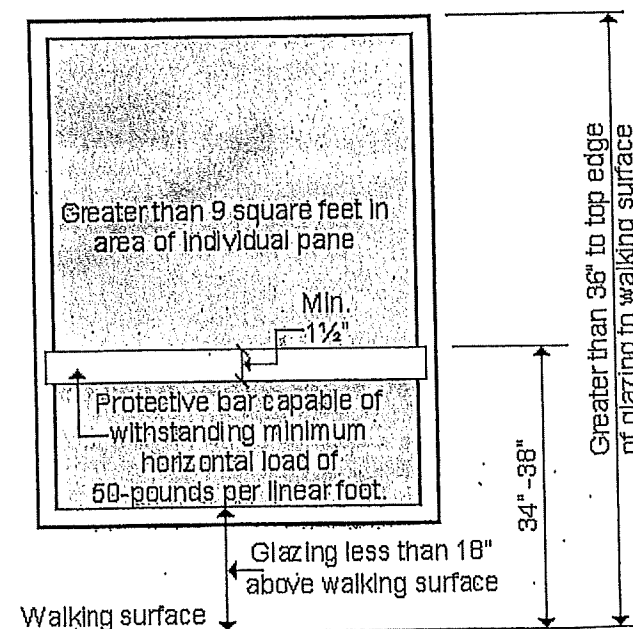 Greater than 9 square feet in
area of individual pane
Min.
1½"
Protective bar capable of
withstanding minimum
horizontal load of
50-pounds per linear foot.
Glazing less than 18"
above walking surface
Walking surface
34"-38"
Greater than 36" to top edge
of glazing to walking surface